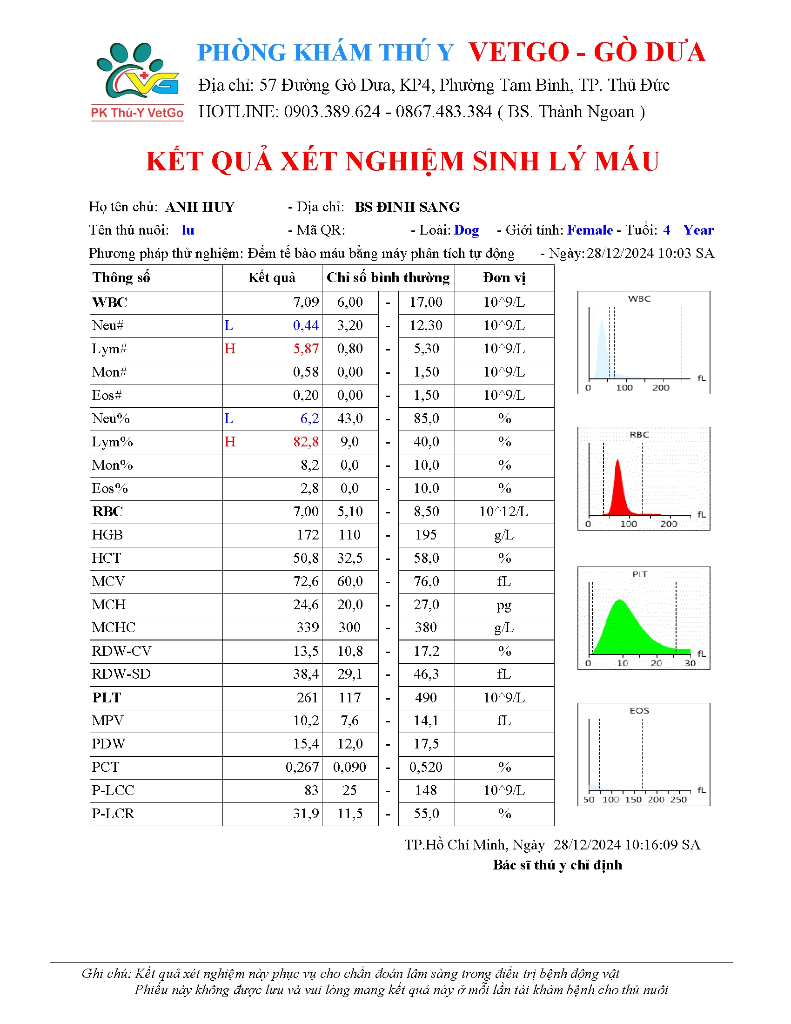 PHÒNG KHÁM THÚ Y VETGO - GÒ DƯA
Địa chỉ: 57 Đường Gò Dưa, KP4, Phường Tam Bình, TP. Thủ Đức
PK Thú-Y VetGo
HOTLINE: 0903.389.624 - 0867.483.384 ( BS. Thành Ngoan )
KẾT QUẢ XÉT NGHIỆM SINH LÝ MÁU
Họ tên chủ: ANH HUY - Địa chỉ: BS ĐINH SANG
Tên thú nuôi: lu - Mã QR: - Loài: Dog - Giới tính: Female - Tuổi: 4 Year
Phương pháp thử nghiệm: Đếm tế bào máu bằng máy phân tích tự động - Ngày: 28/12/2024 10:03 SA
Thông số Kết quả Chỉ số bình thường Đơn vị
WBC 7,09 6,00 - 17,00 10^9/L
Neu# L 0,44 3,20 - 12,30 10^9/L
Lym# H 5,87 0,80 - 5,30 10^9/L
Mon# 0,58 0,00 - 1,50 10^9/L
Eos# 0,20 0,00 - 1,50 10^9/L
Neu% L 6,2 43,0 - 85,0 %
Lym% H 82,8 9,0 - 40,0 %
Mon% 8,2 0,0 - 10,0 %
Eos% 2,8 0,0 - 10,0 %
RBC 7,00 5,10 - 8,50 10^12/L
HGB 172 110 - 195 g/L
HCT 50,8 32,5 - 58,0 %
MCV 72,6 60,0 - 76,0 fL
MCH 24,6 20,0 - 27,0 pg
MCHC 339 300 - 380 g/L
RDW-CV 13,5 10,8 - 17,2 %
RDW-SD 38,4 29,1 - 46,3 fL
PLT 261 117 - 490 10^9/L
MPV 10,2 7,6 - 14,1 fL
PDW 15,4 12,0 - 17,5
PCT 0,267 0,090 - 0,520 %
P-LCC 83 25 - 148 10^9/L
P-LCR 31,9 11,5 - 55,0 %
WBC
0 100 200 fL
RBC
0 100 200 fL
PLT
0 10 20 30 fL
EOS
50 100 150 200 250 fL
TP.Hồ Chí Minh, Ngày 28/12/2024 10:16:09 SA
Bác sĩ thú y chỉ định
Ghi chú: Kết quả xét nghiệm này phục vụ cho chẩn đoán lâm sàng trong điều trị bệnh động vật
Phiếu này không được lưu và vui lòng mang kết quả này ở mỗi lần tái khám bệnh cho thú nuôi